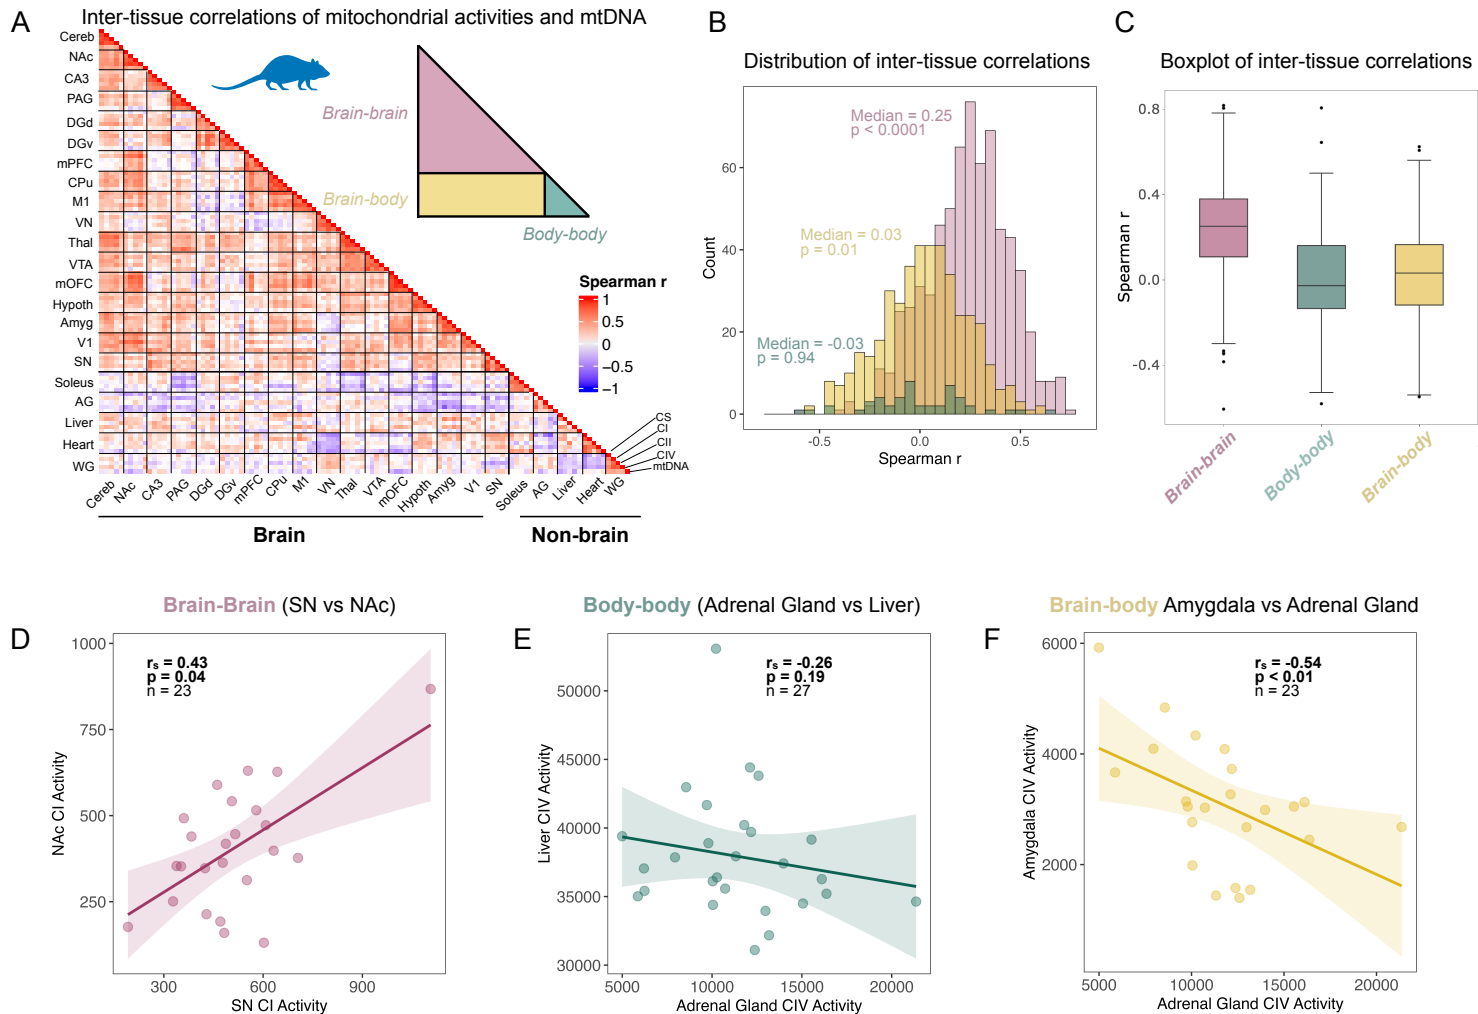 A
Inter-tissue correlations of mitochondrial activities and mtDNA
Cereb
NAc
CA3
PAG
DGd
DGv
mPFC
CPu
M1
VN
Thal
VTA
mOFC
Hypoth
Amyg
V1
SN
Soleus
AG
Liver
Heart
WG
Brain-brain
Brain-body
Body-body
Spearman r
1
0.5
0
−0.5
−1
CS
CI
CII
CIV
mtDNA
Cereb NAc CA3 PAG DGd DGv mPFC CPu M1 VN Thal VTA mOFC Hypoth Amyg V1 SN Soleus AG Liver Heart WG
Brain Non-brain
B
Distribution of inter-tissue correlations
Median = 0.25
p < 0.0001
Median = 0.03
p = 0.01
Median = -0.03
p = 0.94
Count
60
40
20
0
-0.5 0.0 0.5
Spearman r
C
Boxplot of inter-tissue correlations
Spearman r
0.8
0.4
0.0
-0.4
Brain-brain Body-body Brain-body
D
Brain-Brain (SN vs NAc)
rₛ = 0.43
p = 0.04
n = 23
NAc CI Activity
1000
750
500
250
300 600 900
SN CI Activity
E
Body-body (Adrenal Gland vs Liver)
rₛ = -0.26
p = 0.19
n = 27
Liver CIV Activity
50000
45000
40000
35000
30000
5000 10000 15000 20000
Adrenal Gland CIV Activity
F
Brain-body Amygdala vs Adrenal Gland
rₛ = -0.54
p < 0.01
n = 23
Amygdala CIV Activity
6000
4000
2000
5000 10000 15000 20000
Adrenal Gland CIV Activity